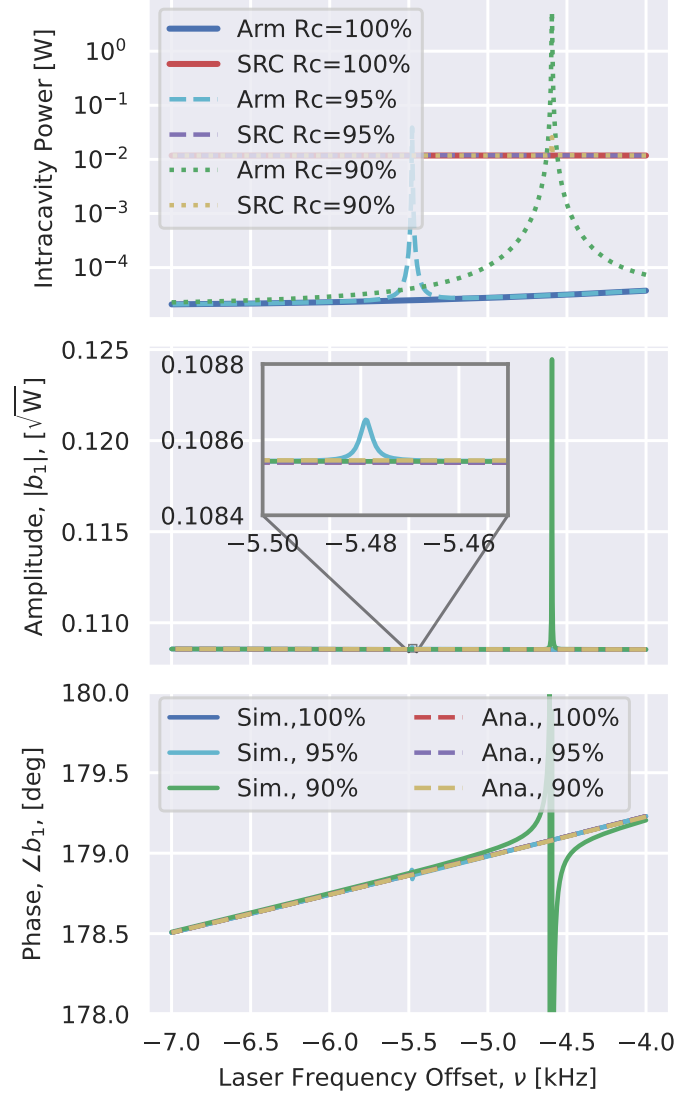 Intracavity Power [W]
10⁰
10⁻¹
10⁻²
10⁻³
10⁻⁴
Arm Rc=100%
SRC Rc=100%
Arm Rc=95%
SRC Rc=95%
Arm Rc=90%
SRC Rc=90%
Amplitude, |b₁|, [√W]
0.125
0.120
0.115
0.110
0.1088
0.1086
0.1084
−5.50 −5.48 −5.46
Phase, ∠b₁, [deg]
180.0
179.5
179.0
178.5
178.0
Sim.,100% Ana., 100%
Sim., 95% Ana., 95%
Sim., 90% Ana., 90%
−7.0 −6.5 −6.0 −5.5 −5.0 −4.5 −4.0
Laser Frequency Offset, ν [kHz]